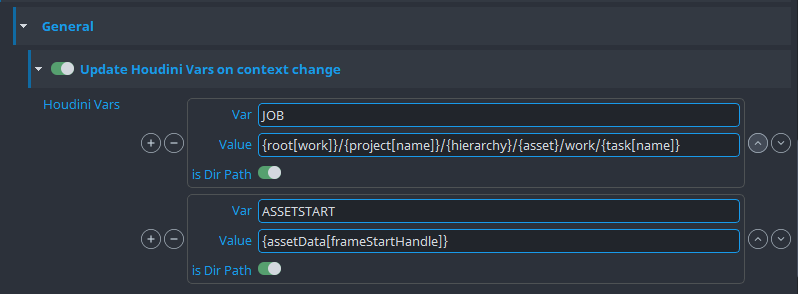 General
Update Houdini Vars on context change
Houdini Vars
Var JOB
Value {root[work]}/{project[name]}/{hierarchy}/{asset}/work/{task[name]}
is Dir Path
Var ASSETSTART
Value {assetData[frameStartHandle]}
is Dir Path